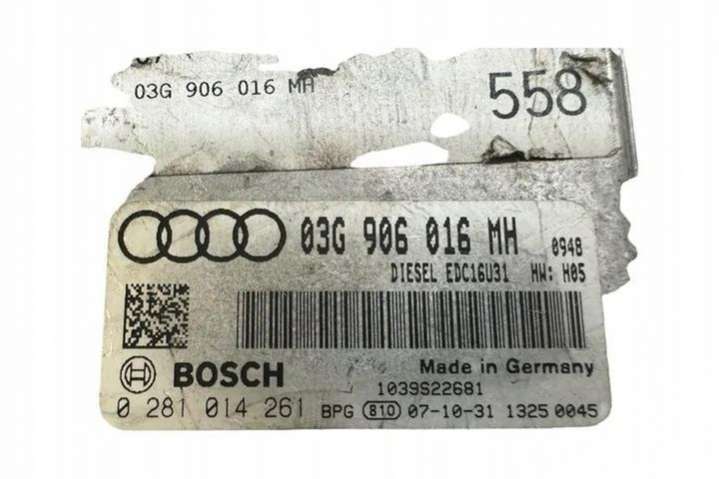 03G 906 016 MH
558
03G 906 016 MH 0948
DIESEL EDC16U31 HW: H05
BOSCH
Made in Germany
1039S22681
0 281 014 261 BPG 810 07-10-31 1325 0045